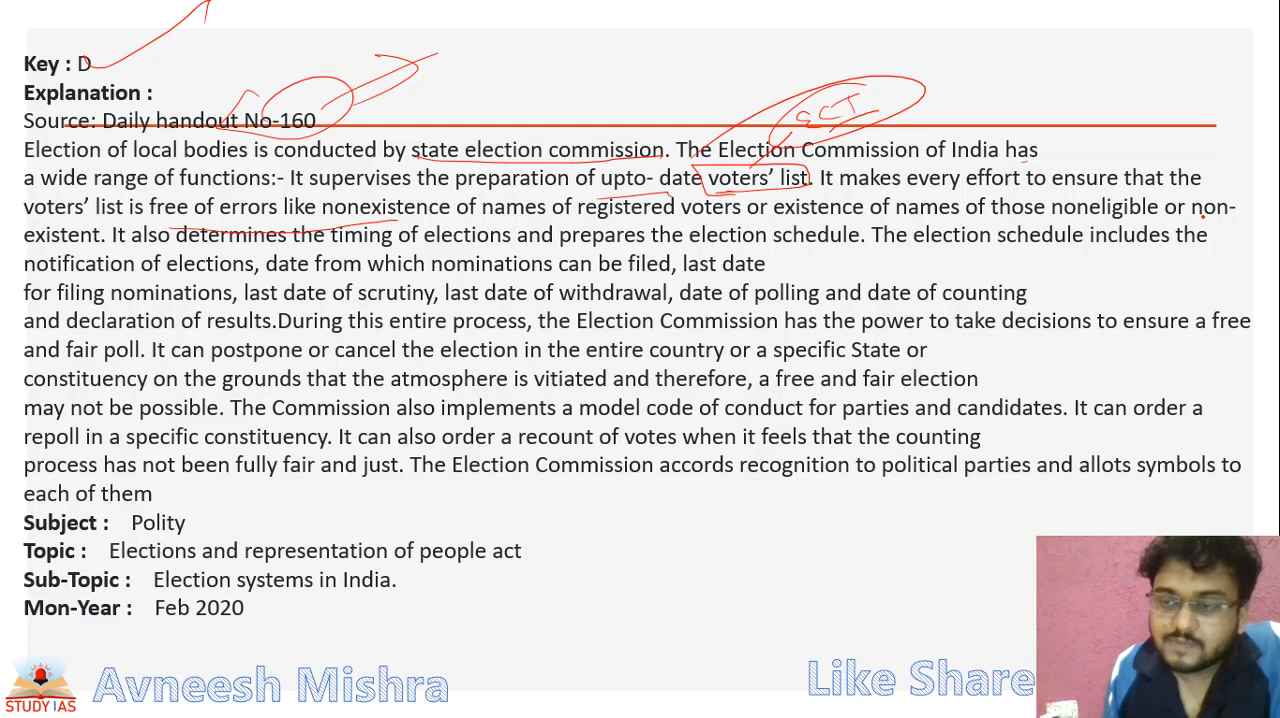 Key : D
Explanation :
Source: Daily handout No-160
ECI
Election of local bodies is conducted by state election commission. The Election Commission of India has
a wide range of functions:- It supervises the preparation of upto- date voters’ list. It makes every effort to ensure that the
voters’ list is free of errors like nonexistence of names of registered voters or existence of names of those noneligible or non-
existent. It also determines the timing of elections and prepares the election schedule. The election schedule includes the
notification of elections, date from which nominations can be filed, last date
for filing nominations, last date of scrutiny, last date of withdrawal, date of polling and date of counting
and declaration of results.During this entire process, the Election Commission has the power to take decisions to ensure a free
and fair poll. It can postpone or cancel the election in the entire country or a specific State or
constituency on the grounds that the atmosphere is vitiated and therefore, a free and fair election
may not be possible. The Commission also implements a model code of conduct for parties and candidates. It can order a
repoll in a specific constituency. It can also order a recount of votes when it feels that the counting
process has not been fully fair and just. The Election Commission accords recognition to political parties and allots symbols to
each of them
Subject : Polity
Topic : Elections and representation of people act
Sub-Topic : Election systems in India.
Mon-Year : Feb 2020
STUDY IAS
Avneesh Mishra
Like Share